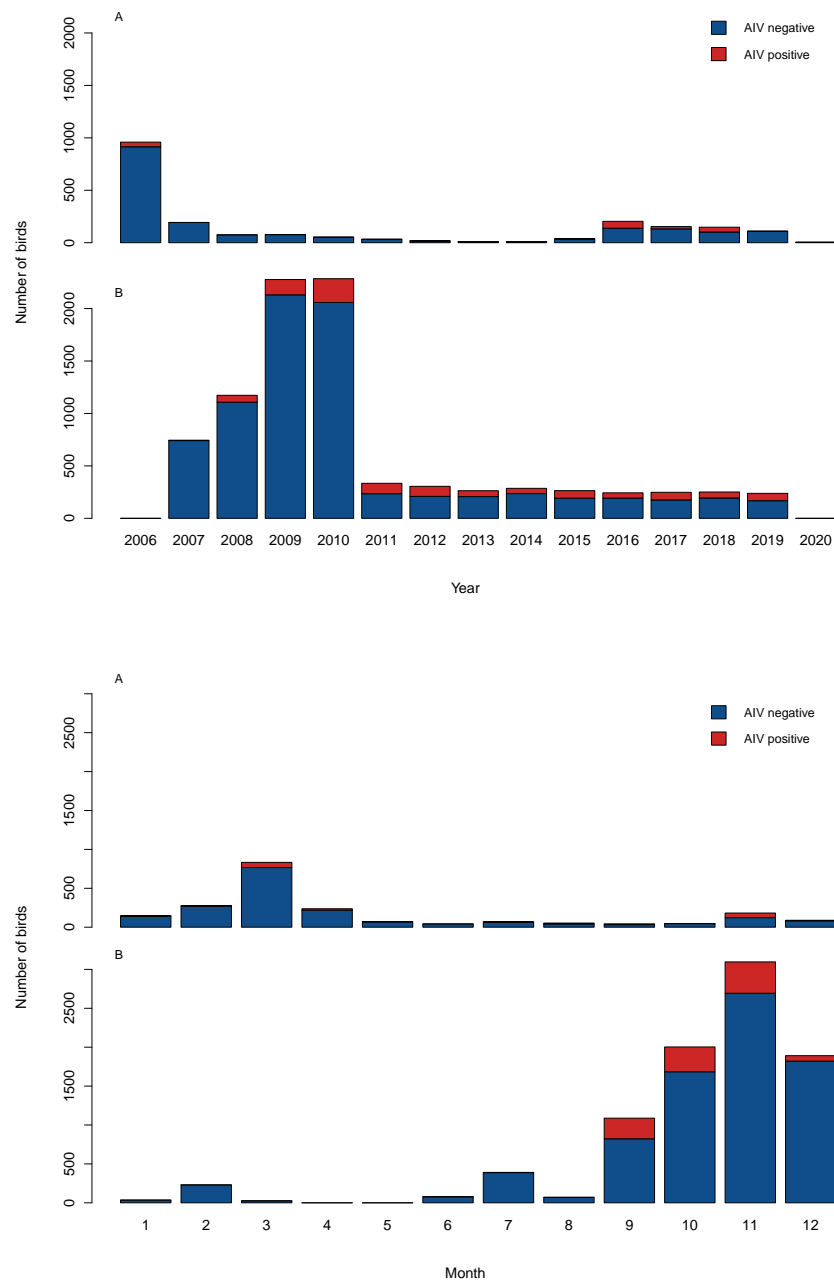 A
AIV negative
AIV positive
2000
1500
1000
500
0
B
2000
1500
1000
500
0
Number of birds
2006 2007 2008 2009 2010 2011 2012 2013 2014 2015 2016 2017 2018 2019 2020
Year
A
AIV negative
AIV positive
2500
1500
500
0
B
2500
1500
500
0
Number of birds
1 2 3 4 5 6 7 8 9 10 11 12
Month